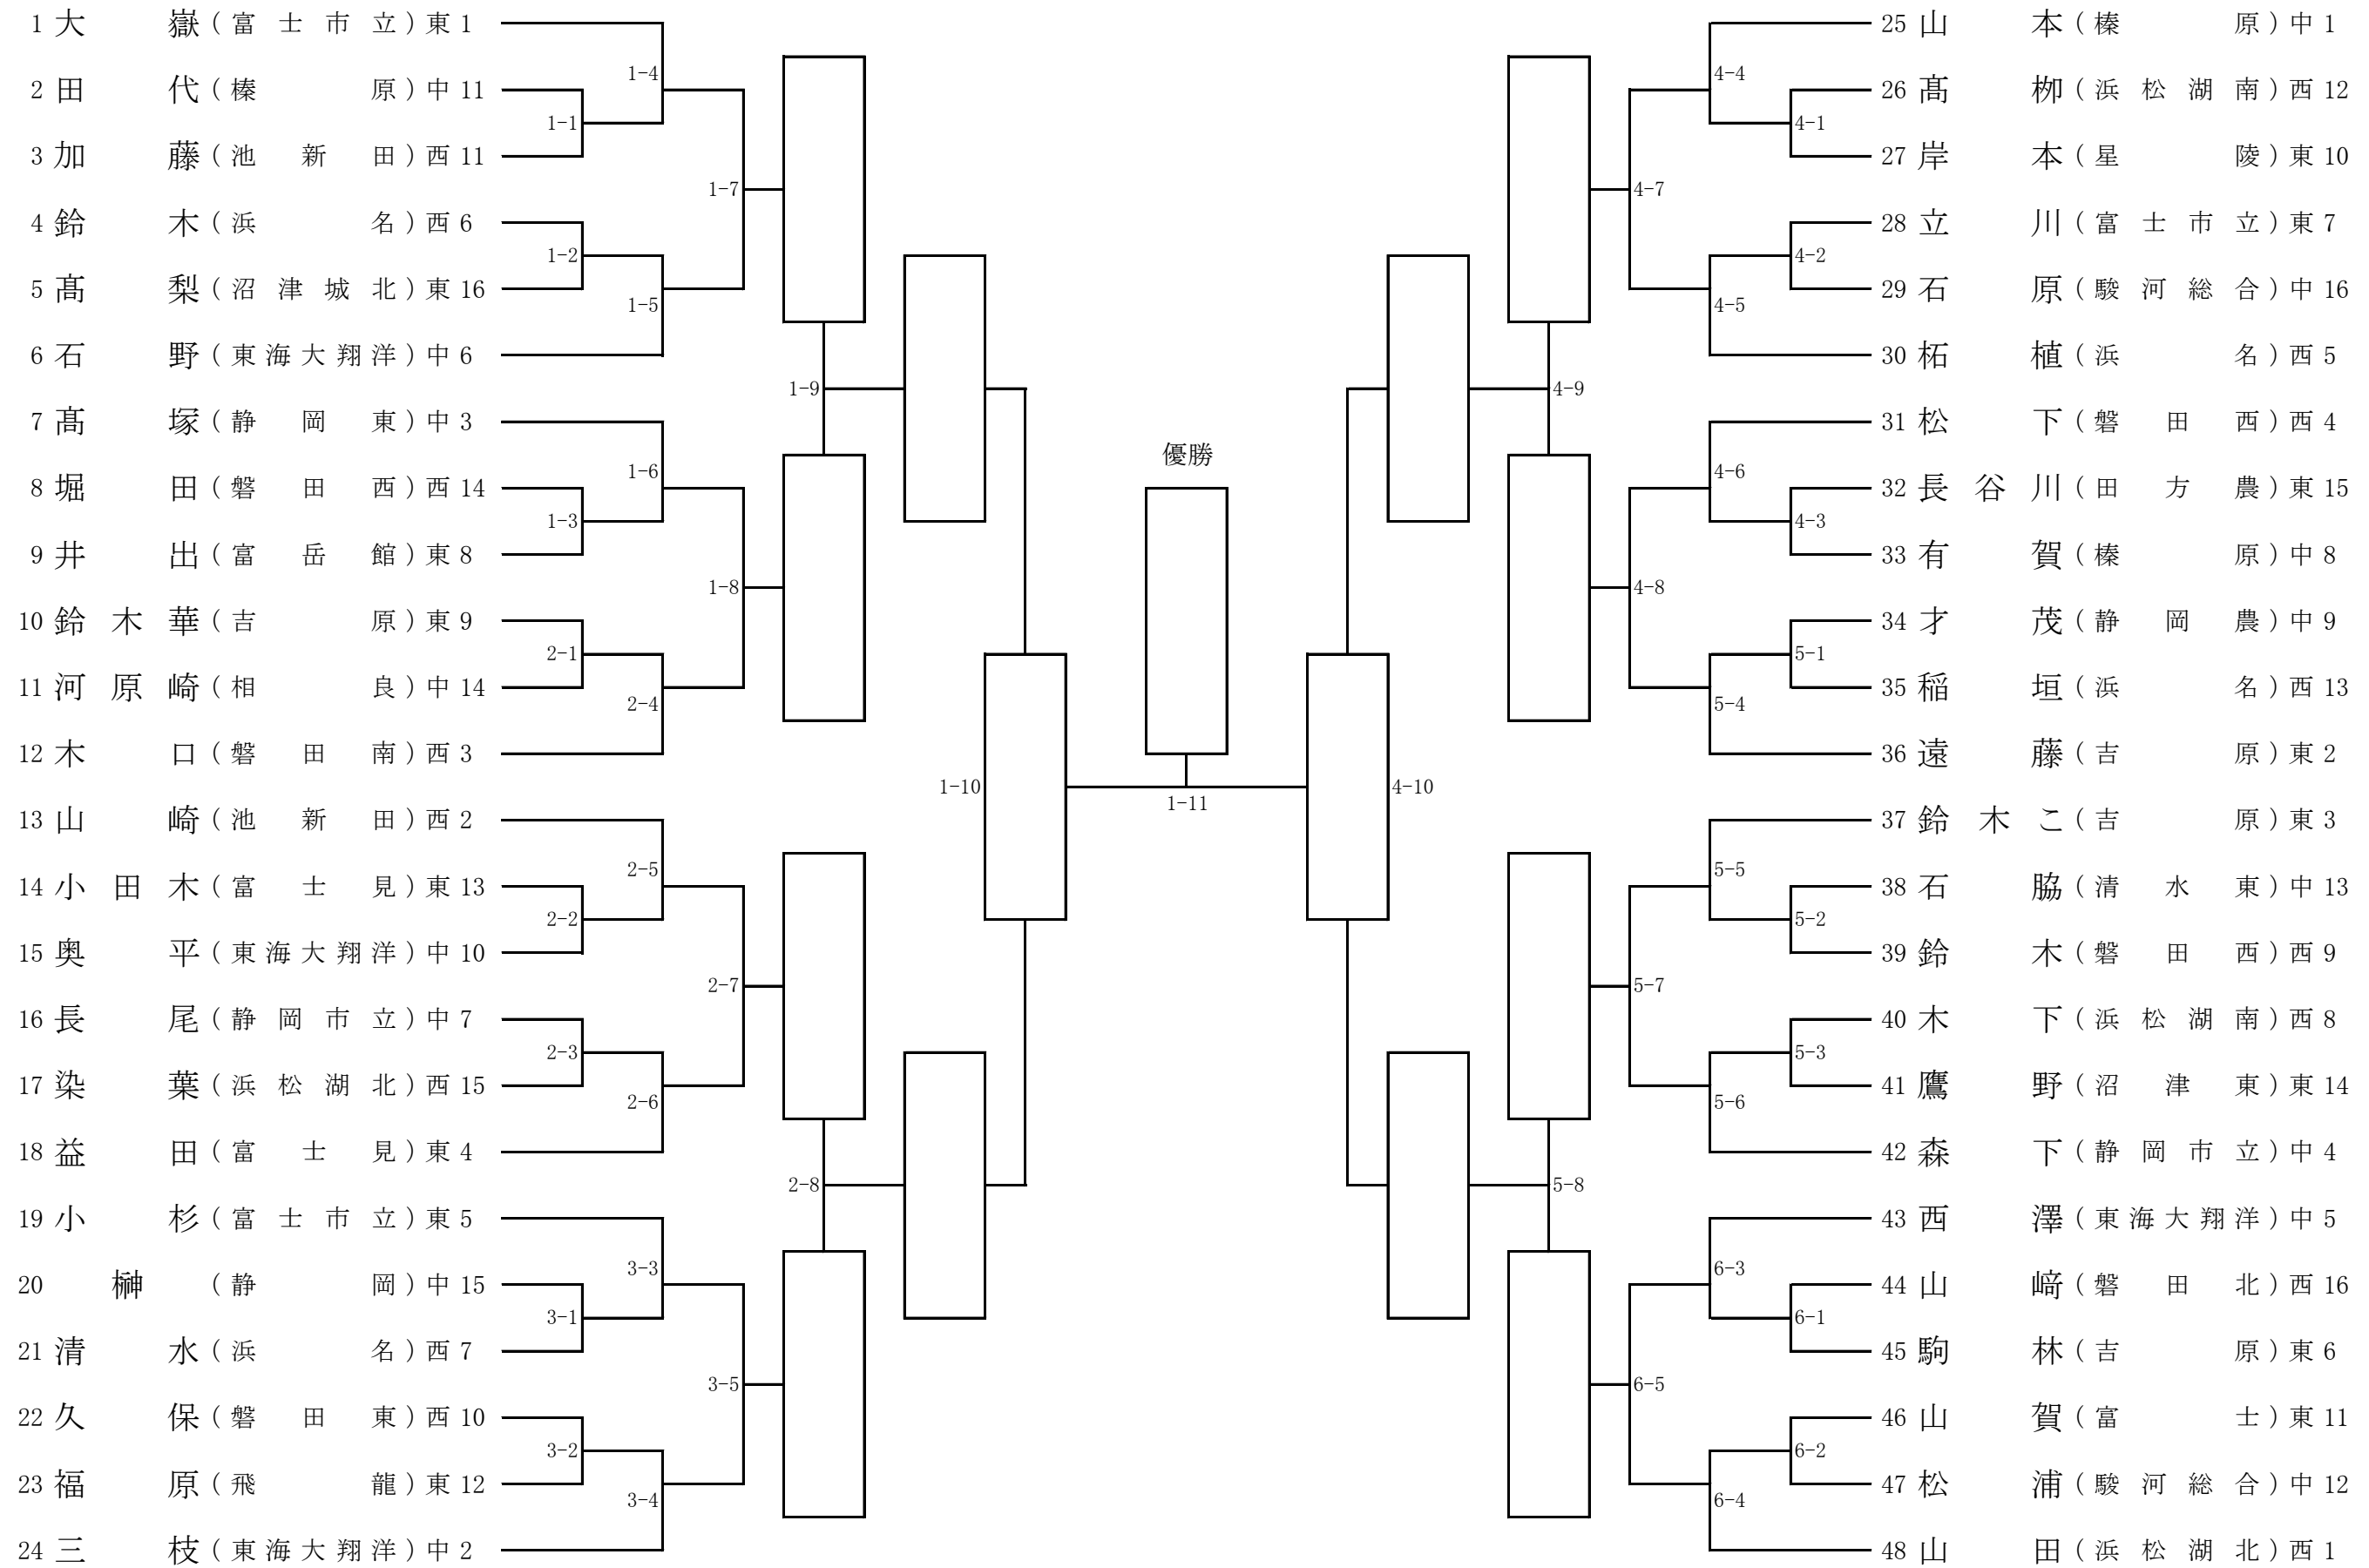 1 大嶽（富士市立）東 1
2 田代（榛原）中 11
3 加藤（池新田）西 11
4 鈴木（浜名）西 6
5 髙梨（沼津城北）東 16
6 石野（東海大翔洋）中 6
7 髙塚（静岡東）中 3
8 堀田（磐田西）西 14
9 井出（富岳館）東 8
10 鈴木華（吉原）東 9
11 河原崎（相良）中 14
12 木口（磐田南）西 3
13 山崎（池新田）西 2
14 小田木（富士見）東 13
15 奥平（東海大翔洋）中 10
16 長尾（静岡市立）中 7
17 染葉（浜松湖北）西 15
18 益田（富士見）東 4
19 小杉（富士市立）東 5
20 榊（静岡）中 15
21 清水（浜名）西 7
22 久保（磐田東）西 10
23 福原（飛龍）東 12
24 三枝（東海大翔洋）中 2
1-4
1-1
1-7
1-2
1-5
1-9
1-6
1-3
1-8
2-1
2-4
1-10
2-5
2-2
2-7
2-3
2-6
2-8
3-3
3-1
3-5
3-2
3-4
優勝
1-11
4-4
4-1
4-7
4-2
4-5
4-9
4-6
4-3
4-8
5-1
5-4
4-10
5-5
5-2
5-7
5-3
5-6
5-8
6-3
6-1
6-5
6-2
6-4
25 山本（榛原）中 1
26 髙栁（浜松湖南）西 12
27 岸本（星陵）東 10
28 立川（富士市立）東 7
29 石原（駿河総合）中 16
30 柘植（浜名）西 5
31 松下（磐田西）西 4
32 長谷川（田方農）東 15
33 有賀（榛原）中 8
34 才茂（静岡農）中 9
35 稲垣（浜名）西 13
36 遠藤（吉原）東 2
37 鈴木こ（吉原）東 3
38 石脇（清水東）中 13
39 鈴木（磐田西）西 9
40 木下（浜松湖南）西 8
41 鷹野（沼津東）東 14
42 森下（静岡市立）中 4
43 西澤（東海大翔洋）中 5
44 山﨑（磐田北）西 16
45 駒林（吉原）東 6
46 山賀（富士）東 11
47 松浦（駿河総合）中 12
48 山田（浜松湖北）西 1